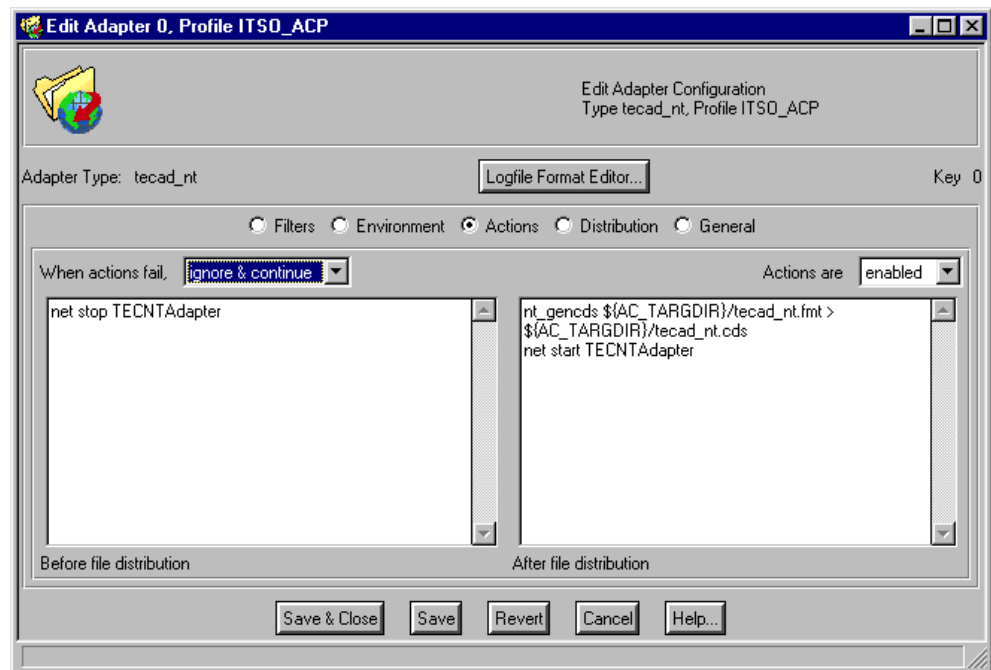 Edit Adapter 0, Profile ITSO_ACP
Edit Adapter Configuration
Type tecad_nt, Profile ITSO_ACP
Adapter Type: tecad_nt
Logfile Format Editor...
Key 0
Filters Environment Actions Distribution General
When actions fail, ignore & continue
Actions are enabled
net stop TECNTAdapter
nt_gencds ${AC_TARGDIR}/tecad_nt.fmt >
${AC_TARGDIR}/tecad_nt.cds
net start TECNTAdapter
Before file distribution
After file distribution
Save & Close Save Revert Cancel Help...